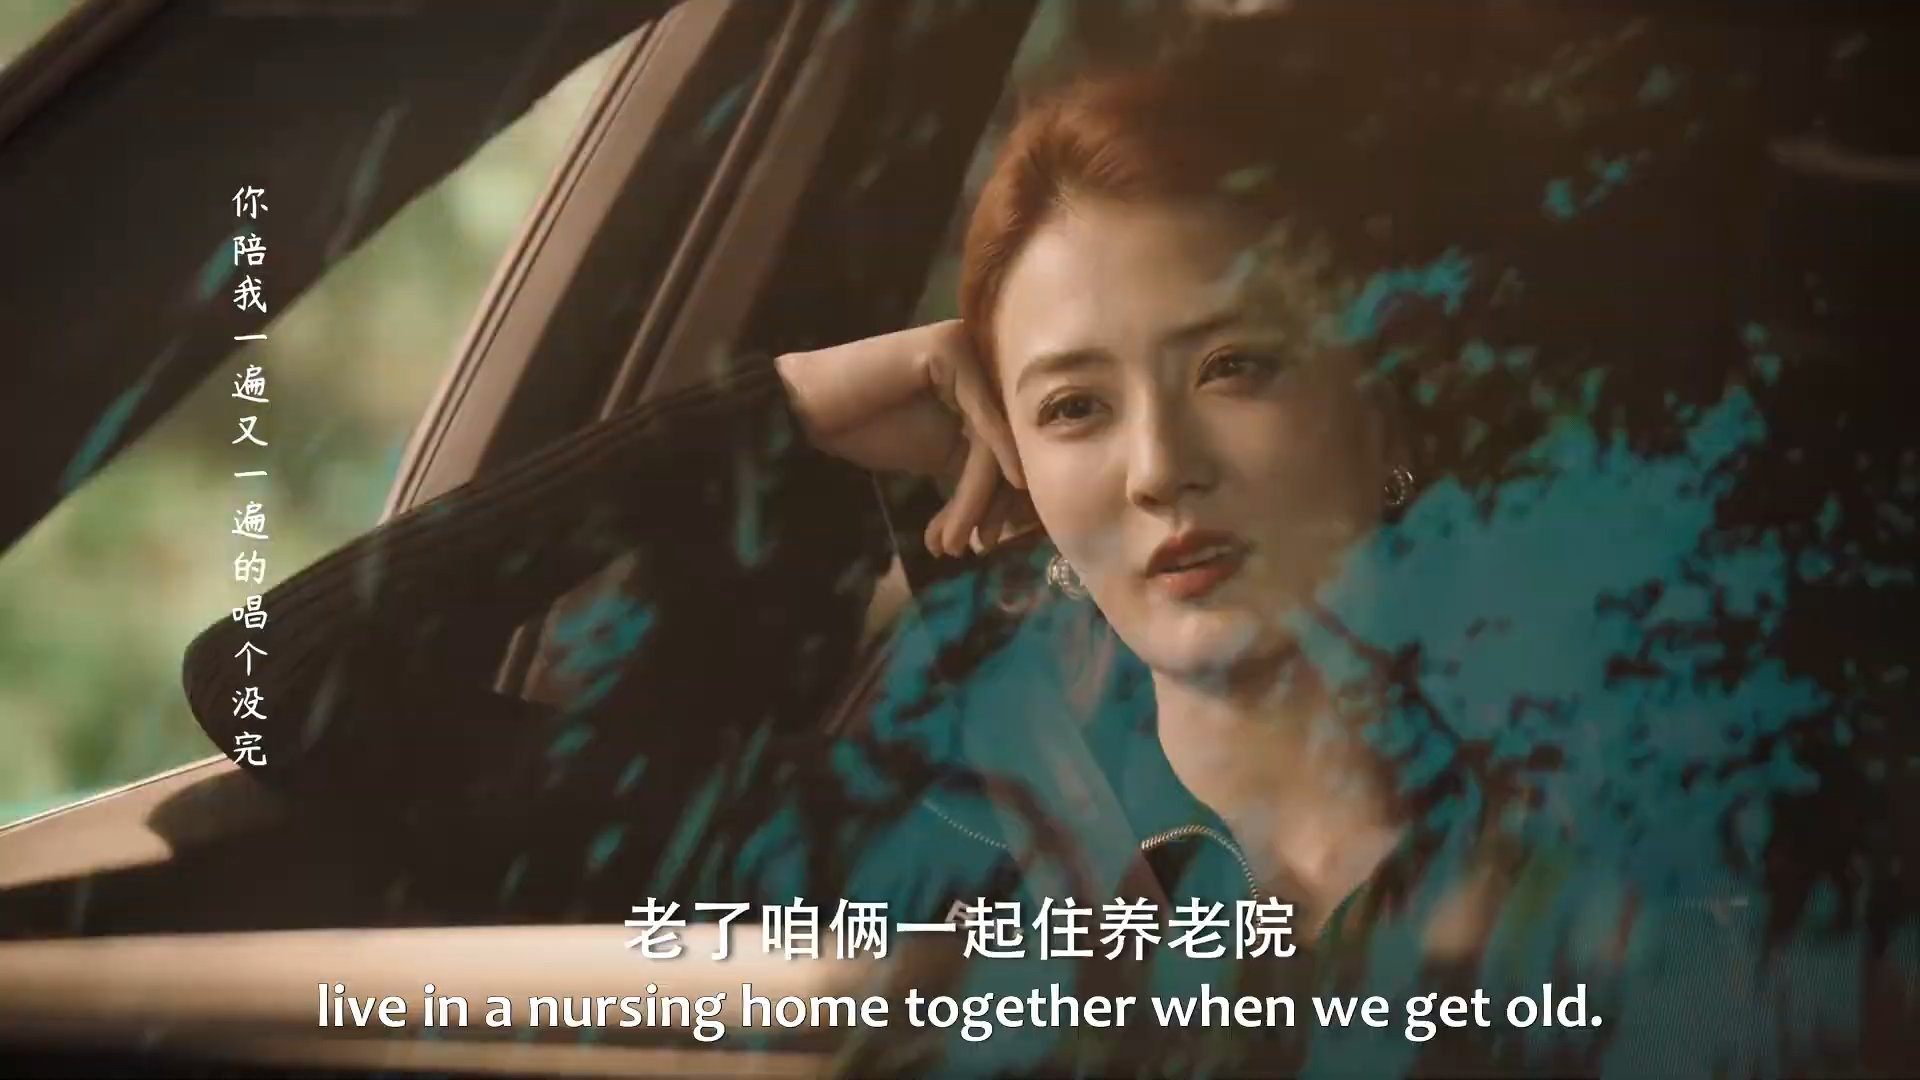 你陪我一遍又一遍的唱个没完
老了咱俩一起住养老院
live in a nursing home together when we get old.